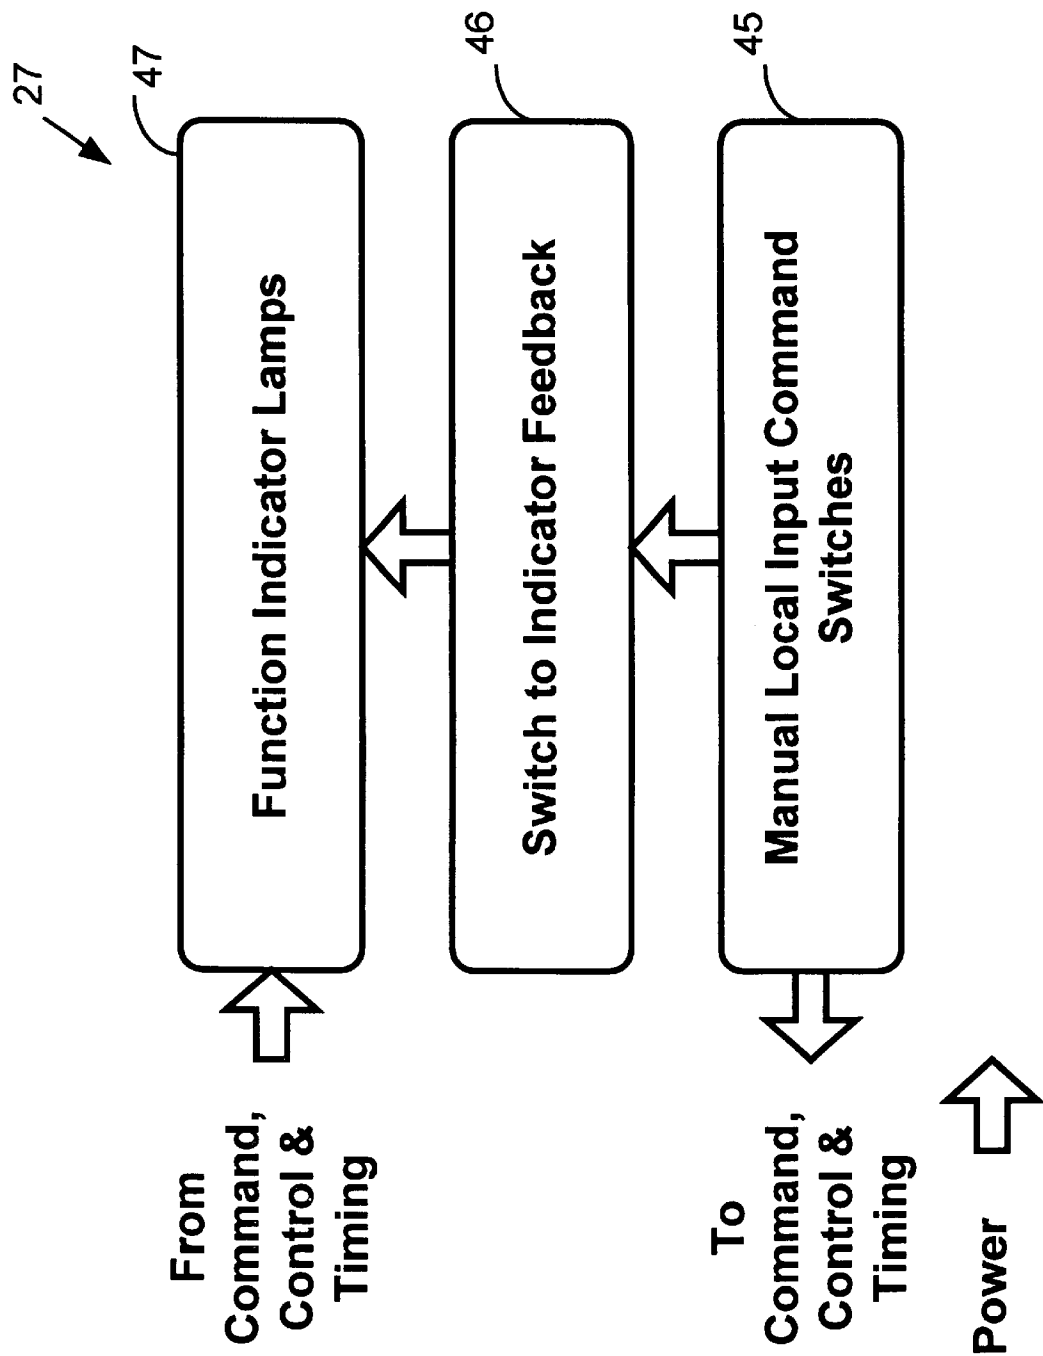 27
47
Function Indicator Lamps
From
Command,
Control &
Timing
46
Switch to Indicator Feedback
45
Manual Local Input Command
Switches
To
Command,
Control &
Timing
Power